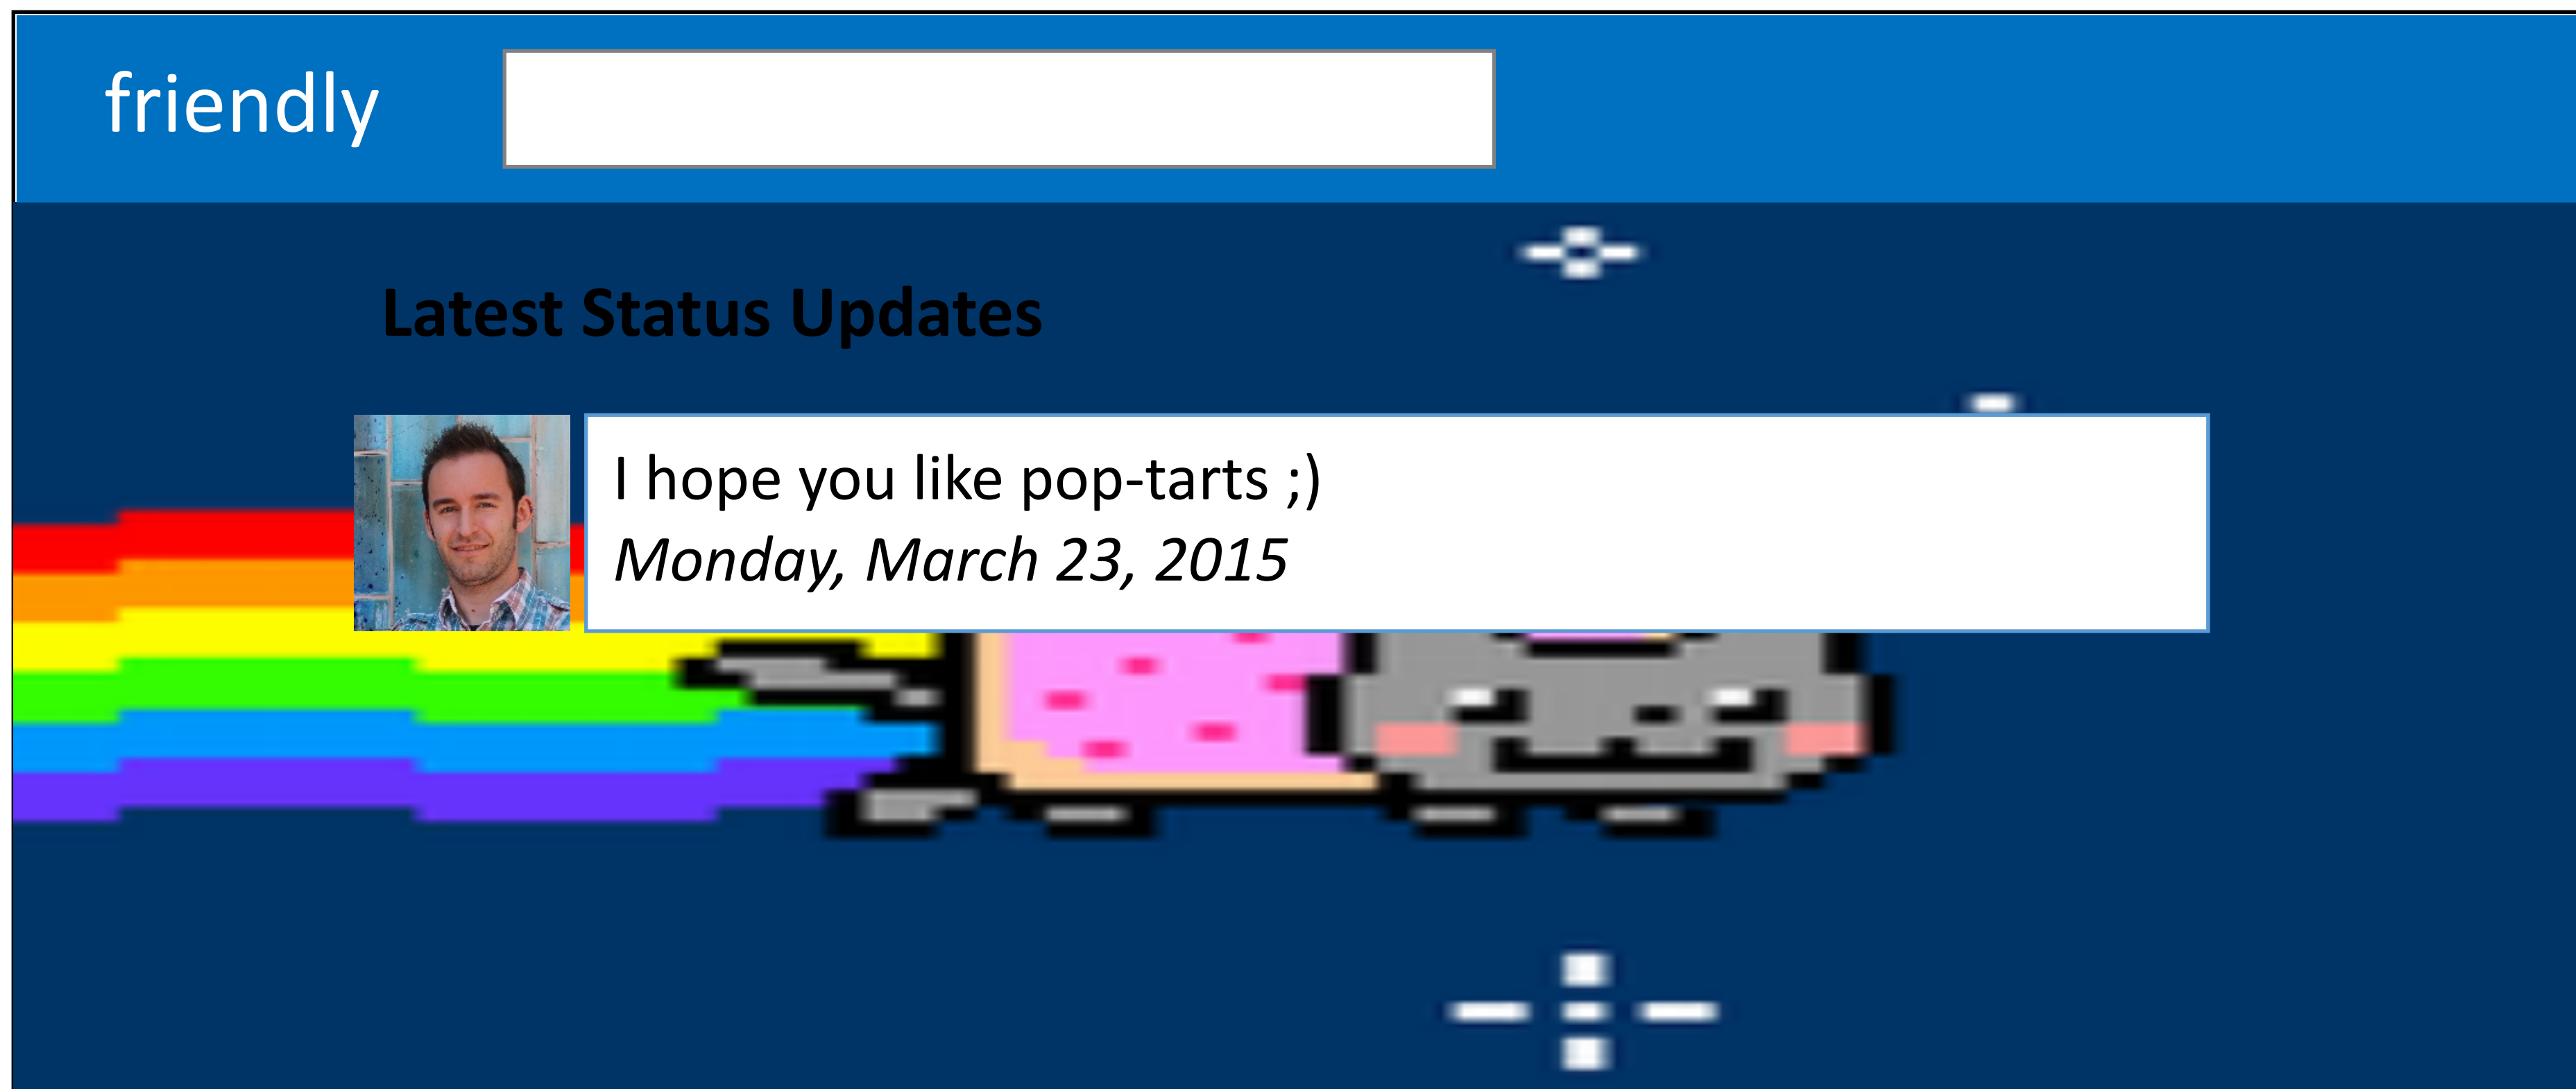 friendly
Latest Status Updates
I hope you like pop-tarts ;)
Monday, March 23, 2015